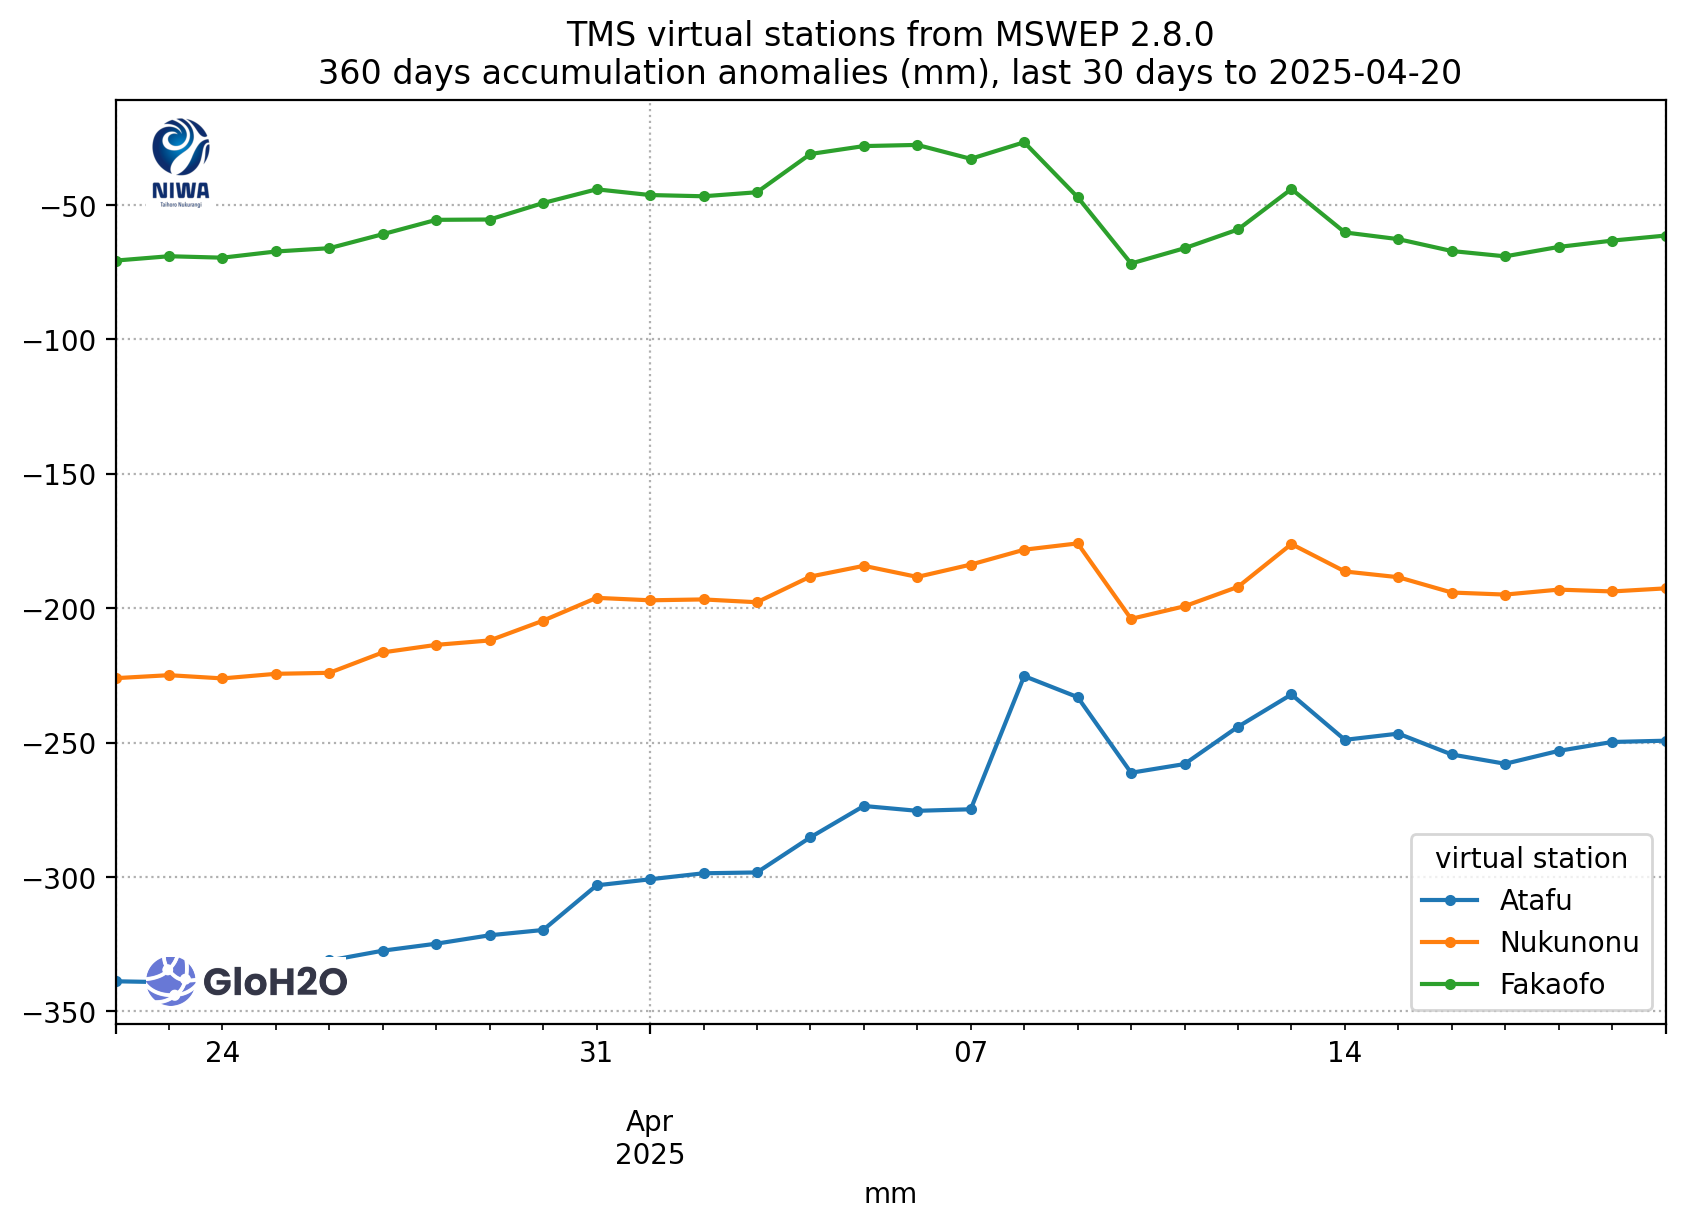 TMS virtual stations from MSWEP 2.8.0
360 days accumulation anomalies (mm), last 30 days to 2025-04-20
NIWA
Taihoro Nukurangi
−50
−100
−150
−200
−250
−300
−350
virtual station
Atafu
Nukunonu
Fakaofo
GloH2O
24
31
07
14
Apr
2025
mm